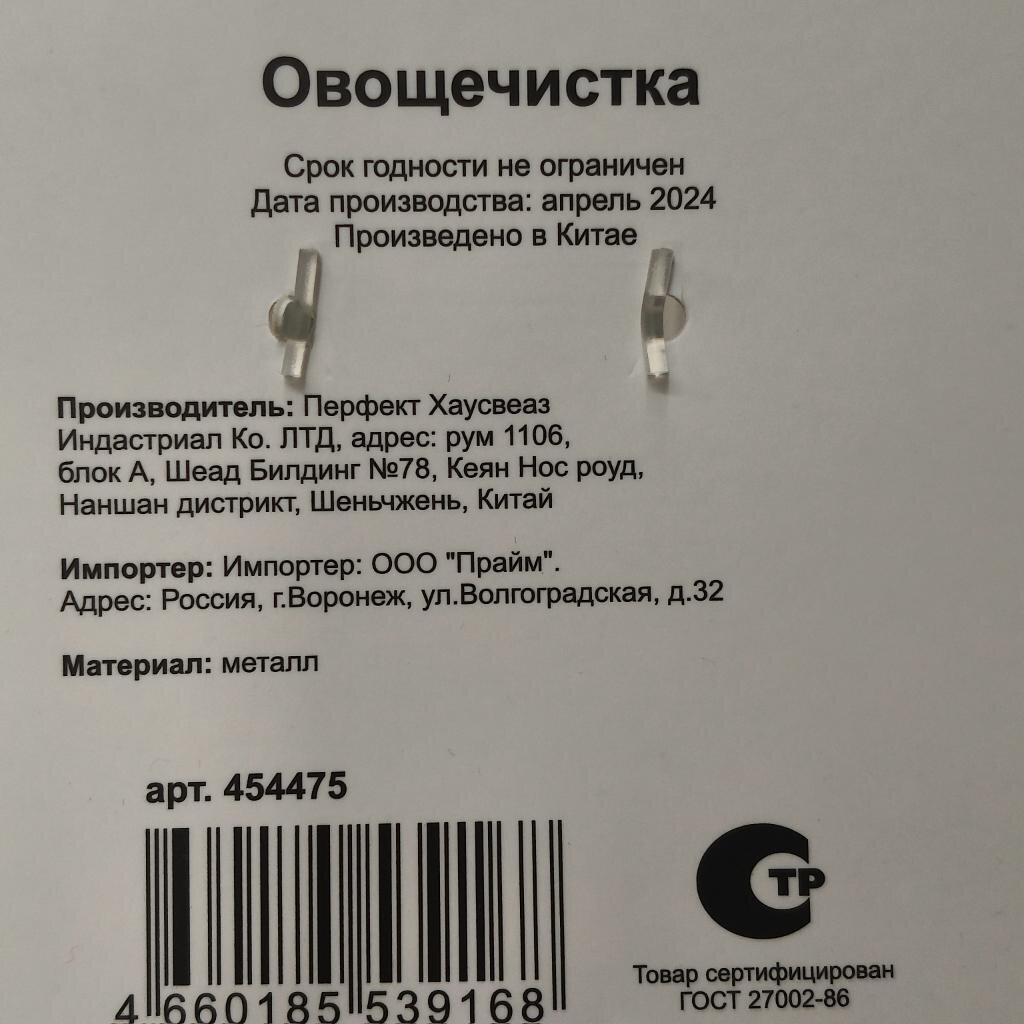 Овощечистка
Срок годности не ограничен
Дата производства: апрель 2024
Произведено в Китае
Производитель: Перфект Хаусвеаз
Индастриал Ко. ЛТД, адрес: рум 1106,
блок А, Шеад Билдинг №78, Кеян Нос роуд,
Наншан дистрикт, Шеньчжень, Китай
Импортер: Импортер: ООО "Прайм".
Адрес: Россия, г.Воронеж, ул.Волгоградская, д.32
Материал: металл
арт. 454475
4 660185 539168
СТР
Товар сертифицирован
ГОСТ 27002-86